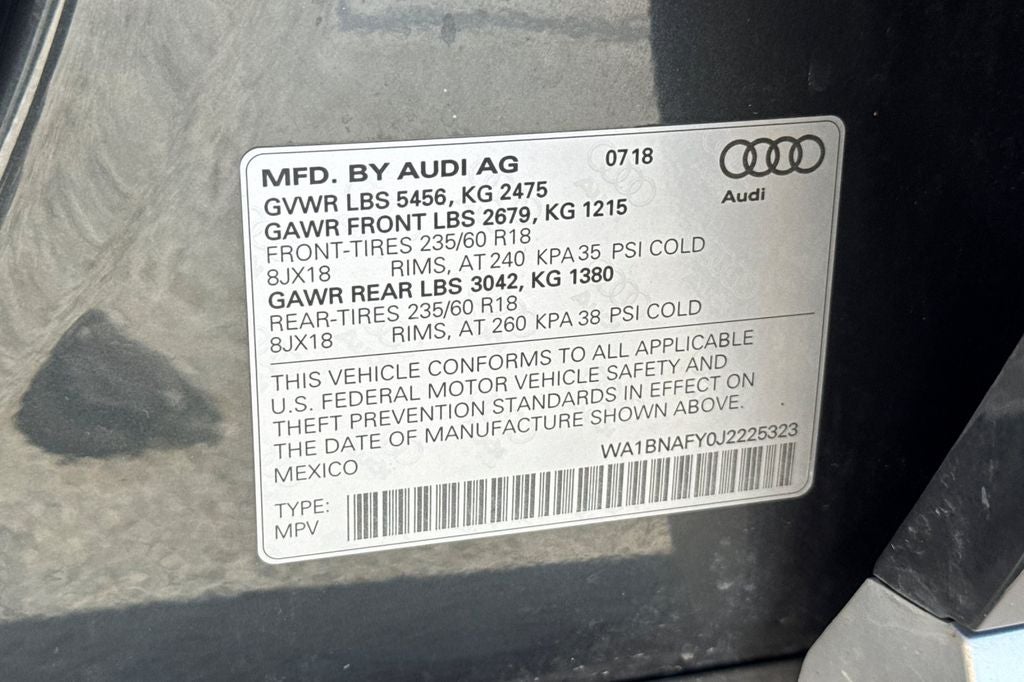 MFD. BY AUDI AG 0718
Audi
GVWR LBS 5456, KG 2475
GAWR FRONT LBS 2679, KG 1215
FRONT-TIRES 235/60 R18
8JX18 RIMS, AT 240 KPA 35 PSI COLD
GAWR REAR LBS 3042, KG 1380
REAR-TIRES 235/60 R18
8JX18 RIMS, AT 260 KPA 38 PSI COLD
THIS VEHICLE CONFORMS TO ALL APPLICABLE
U.S. FEDERAL MOTOR VEHICLE SAFETY AND
THEFT PREVENTION STANDARDS IN EFFECT ON
THE DATE OF MANUFACTURE SHOWN ABOVE.
MEXICO WA1BNAFY0J2225323
TYPE:
MPV